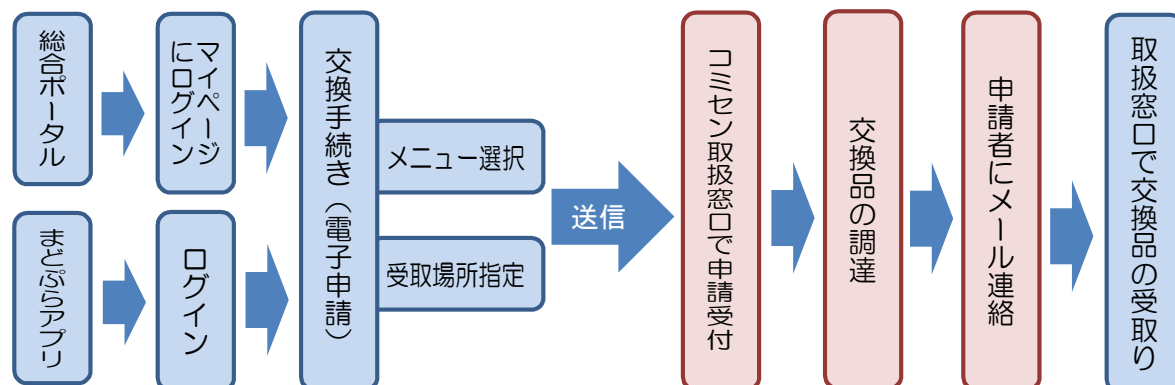 総合ポータル
マイページ
にログイン
まどぷらアプリ
ログイン
交換手続き（電子申請）
メニュー選択
受取場所指定
送信
コミセン取扱窓口で申請受付
交換品の調達
申請者にメール連絡
取扱窓口で交換品の受取り